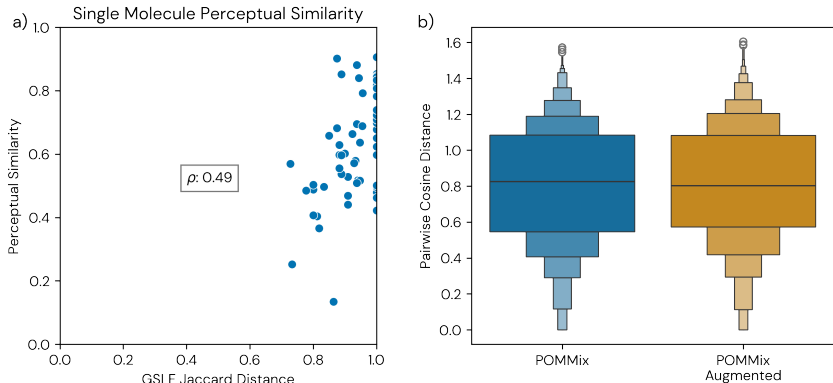 a)
Single Molecule Perceptual Similarity
1.0
0.8
0.6
0.4
0.2
0.0
Perceptual Similarity
ρ: 0.49
0.0 0.2 0.4 0.6 0.8 1.0
GSLF Jaccard Distance
b)
1.6
1.4
1.2
1.0
0.8
0.6
0.4
0.2
0.0
Pairwise Cosine Distance
POMMix
POMMix
Augmented